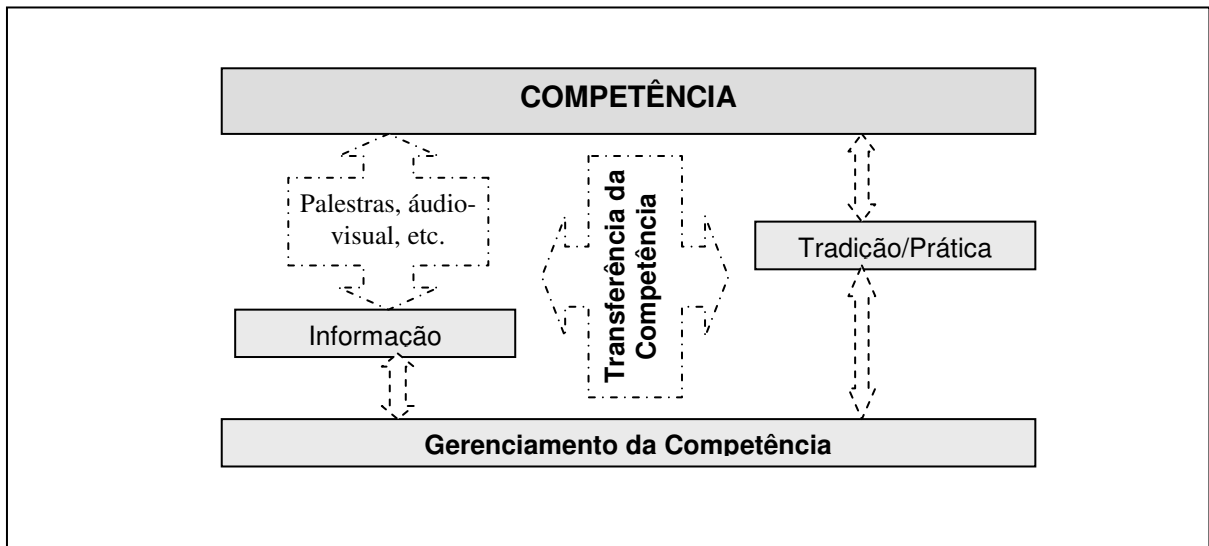 COMPETÊNCIA
Palestras, áudio-
visual, etc.
Transferência da
Competência
Tradição/Prática
Informação
Gerenciamento da Competência